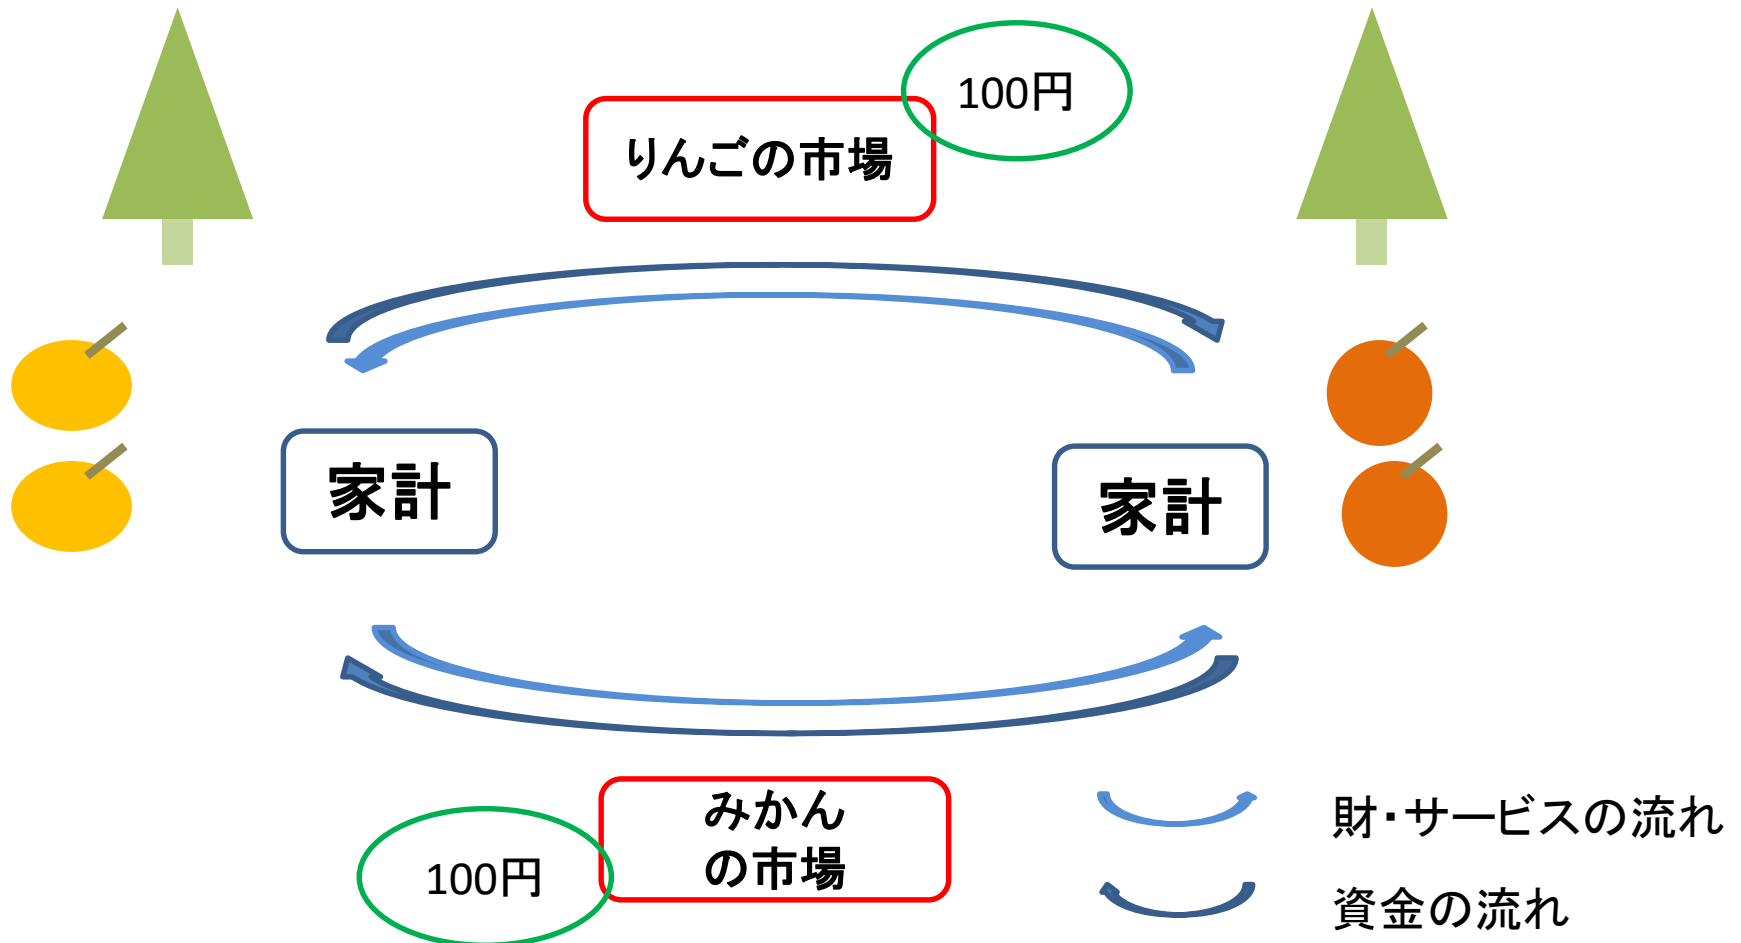 100円
りんごの市場
家計
家計
みかん
の市場
100円
財・サービスの流れ
資金の流れ